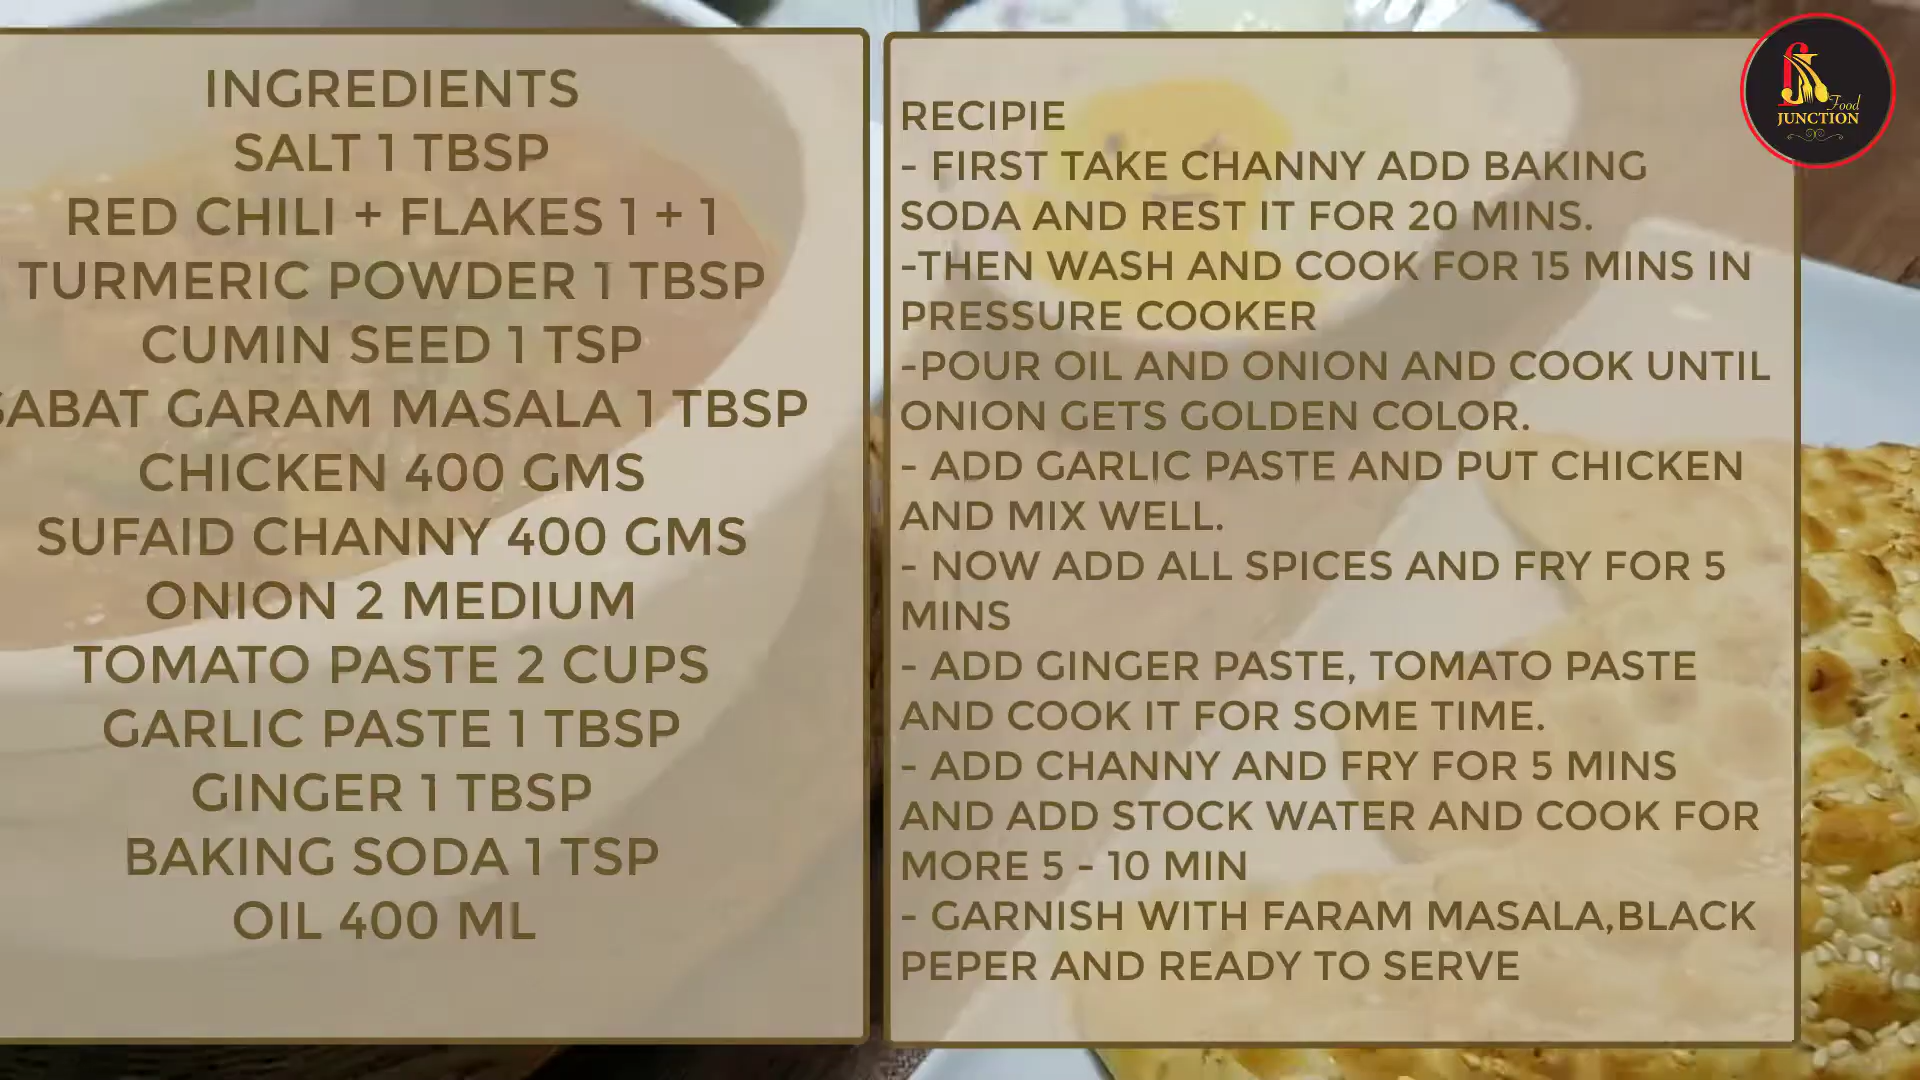 INGREDIENTS
SALT 1 TBSP
RED CHILI + FLAKES 1 + 1
TURMERIC POWDER 1 TBSP
CUMIN SEED 1 TSP
SABAT GARAM MASALA 1 TBSP
CHICKEN 400 GMS
SUFAID CHANNY 400 GMS
ONION 2 MEDIUM
TOMATO PASTE 2 CUPS
GARLIC PASTE 1 TBSP
GINGER 1 TBSP
BAKING SODA 1 TSP
OIL 400 ML
RECIPIE
- FIRST TAKE CHANNY ADD BAKING
SODA AND REST IT FOR 20 MINS.
-THEN WASH AND COOK FOR 15 MINS IN
PRESSURE COOKER
-POUR OIL AND ONION AND COOK UNTIL
ONION GETS GOLDEN COLOR.
- ADD GARLIC PASTE AND PUT CHICKEN
AND MIX WELL.
- NOW ADD ALL SPICES AND FRY FOR 5
MINS
- ADD GINGER PASTE, TOMATO PASTE
AND COOK IT FOR SOME TIME.
- ADD CHANNY AND FRY FOR 5 MINS
AND ADD STOCK WATER AND COOK FOR
MORE 5 - 10 MIN
- GARNISH WITH FARAM MASALA,BLACK
PEPER AND READY TO SERVE
Food
JUNCTION